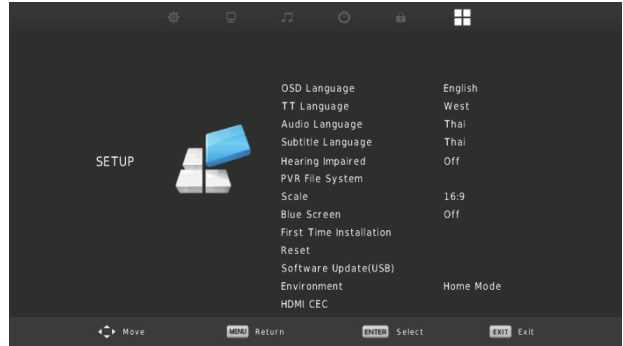 OSD Language English
TT Language West
Audio Language Thai
Subtitle Language Thai
SETUP
Hearing Impaired Off
PVR File System
Scale 16:9
Blue Screen Off
First Time Installation
Reset
Software Update(USB)
Environment Home Mode
HDMI CEC
Move MENU Return ENTER Select EXIT Exit